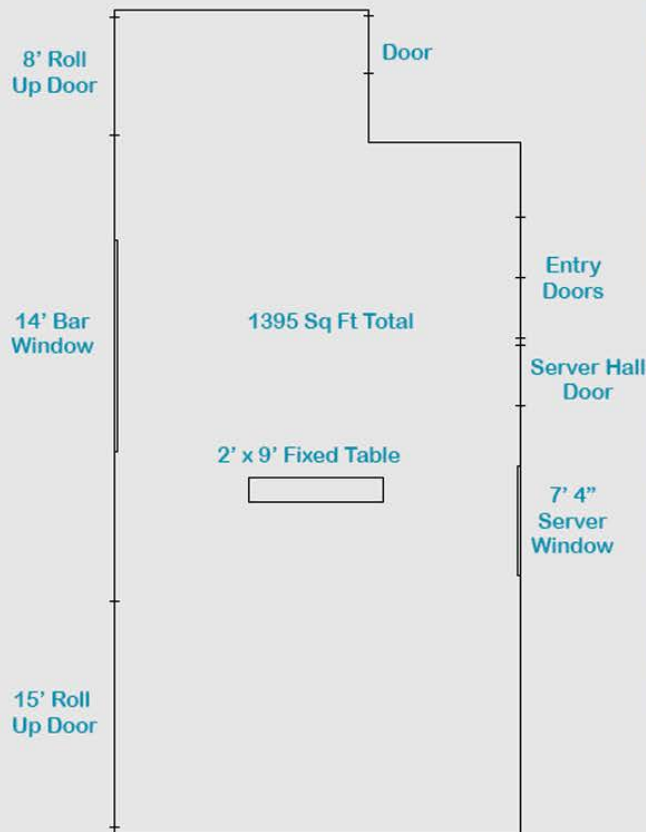 8’ Roll
Up Door
Door
Entry
Doors
14’ Bar
Window
1395 Sq Ft Total
Server Hall
Door
2’ x 9’ Fixed Table
7’ 4”
Server
Window
15’ Roll
Up Door